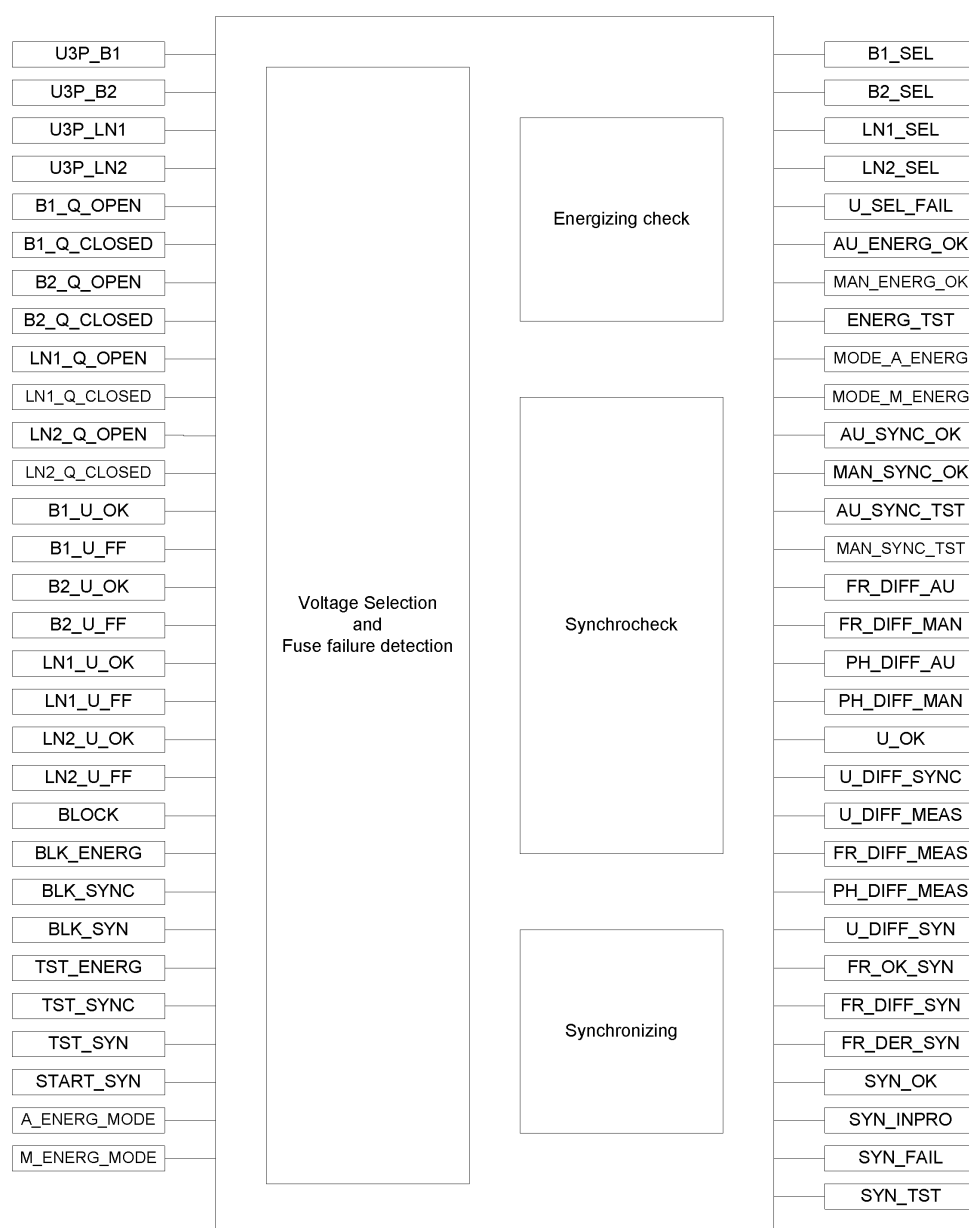 U3P_B1
U3P_B2
U3P_LN1
U3P_LN2
B1_Q_OPEN
B1_Q_CLOSED
B2_Q_OPEN
B2_Q_CLOSED
LN1_Q_OPEN
LN1_Q_CLOSED
LN2_Q_OPEN
LN2_Q_CLOSED
B1_U_OK
B1_U_FF
B2_U_OK
B2_U_FF
LN1_U_OK
LN1_U_FF
LN2_U_OK
LN2_U_FF
BLOCK
BLK_ENERG
BLK_SYNC
BLK_SYN
TST_ENERG
TST_SYNC
TST_SYN
START_SYN
A_ENERG_MODE
M_ENERG_MODE
Voltage Selection
and
Fuse failure detection
Energizing check
Synchrocheck
Synchronizing
B1_SEL
B2_SEL
LN1_SEL
LN2_SEL
U_SEL_FAIL
AU_ENERG_OK
MAN_ENERG_OK
ENERG_TST
MODE_A_ENERG
MODE_M_ENERG
AU_SYNC_OK
MAN_SYNC_OK
AU_SYNC_TST
MAN_SYNC_TST
FR_DIFF_AU
FR_DIFF_MAN
PH_DIFF_AU
PH_DIFF_MAN
U_OK
U_DIFF_SYNC
U_DIFF_MEAS
FR_DIFF_MEAS
PH_DIFF_MEAS
U_DIFF_SYN
FR_OK_SYN
FR_DIFF_SYN
FR_DER_SYN
SYN_OK
SYN_INPRO
SYN_FAIL
SYN_TST